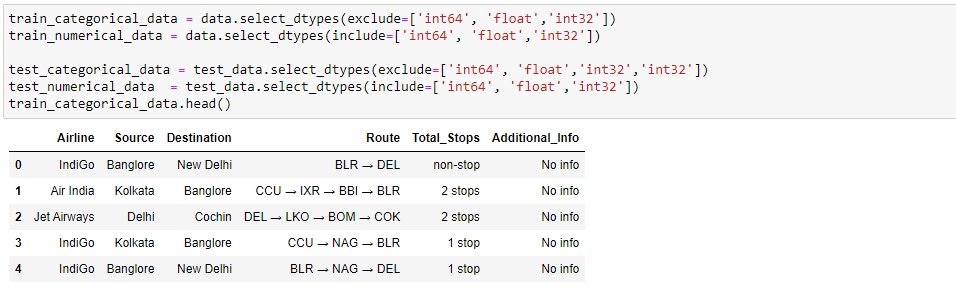 train_categorical_data = data.select_dtypes(exclude=['int64', 'float','int32'])
train_numerical_data = data.select_dtypes(include=['int64', 'float','int32'])
test_categorical_data = test_data.select_dtypes(exclude=['int64', 'float','int32','int32'])
test_numerical_data  = test_data.select_dtypes(include=['int64', 'float','int32'])
train_categorical_data.head()
Airline Source Destination Route Total_Stops Additional_Info
0 IndiGo Banglore New Delhi BLR → DEL non-stop No info
1 Air India Kolkata Banglore CCU → IXR → BBI → BLR 2 stops No info
2 Jet Airways Delhi Cochin DEL → LKO → BOM → COK 2 stops No info
3 IndiGo Kolkata Banglore CCU → NAG → BLR 1 stop No info
4 IndiGo Banglore New Delhi BLR → NAG → DEL 1 stop No info